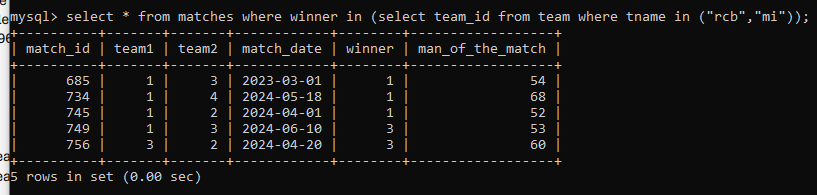 mysql> select * from matches where winner in (select team_id from team where tname in ("rcb","mi"));
+----------+-------+-------+------------+--------+------------------+
| match_id | team1 | team2 | match_date | winner | man_of_the_match |
+----------+-------+-------+------------+--------+------------------+
| 685 | 1 | 3 | 2023-03-01 | 1 | 54 |
| 734 | 1 | 4 | 2024-05-18 | 1 | 68 |
| 745 | 1 | 2 | 2024-04-01 | 1 | 52 |
| 749 | 1 | 3 | 2024-06-10 | 3 | 53 |
| 756 | 3 | 2 | 2024-04-20 | 3 | 60 |
+----------+-------+-------+------------+--------+------------------+
5 rows in set (0.00 sec)